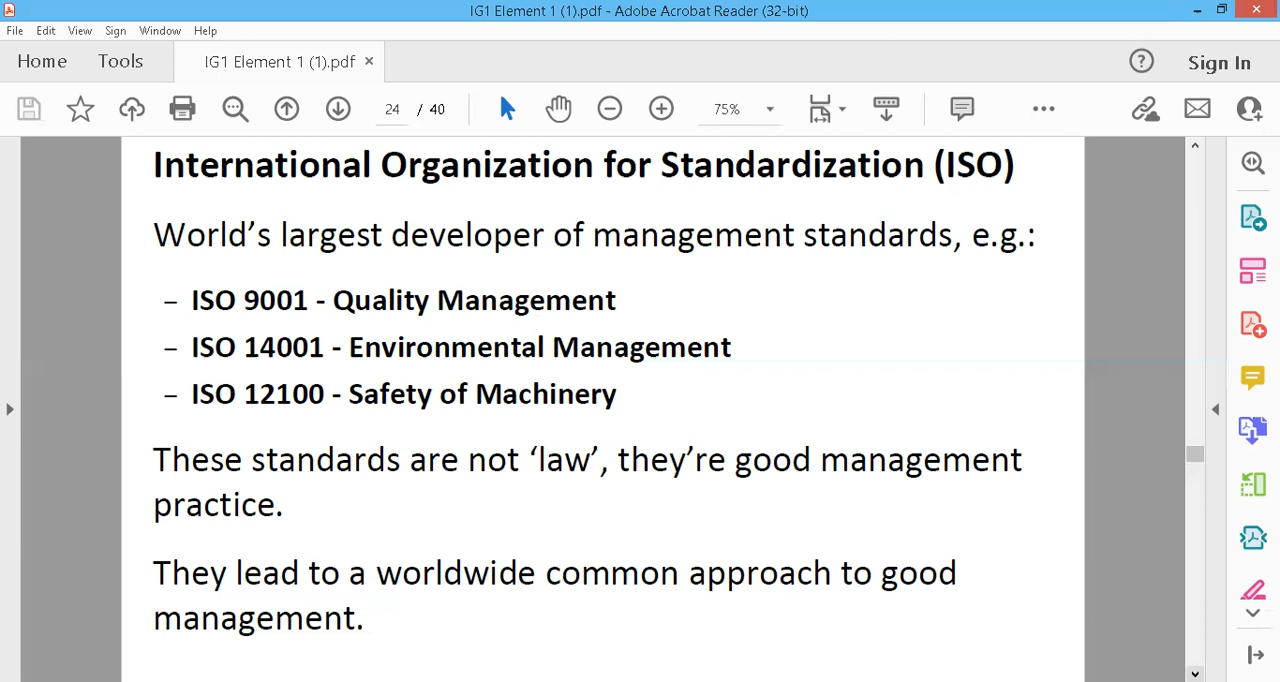 IG1 Element 1 (1).pdf - Adobe Acrobat Reader (32-bit)
File Edit View Sign Window Help
Home Tools IG1 Element 1 (1).pdf × Sign In
24 / 40 75%
International Organization for Standardization (ISO)
World's largest developer of management standards, e.g.:
– ISO 9001 - Quality Management
– ISO 14001 - Environmental Management
– ISO 12100 - Safety of Machinery
These standards are not ‘law’, they’re good management
practice.
They lead to a worldwide common approach to good
management.